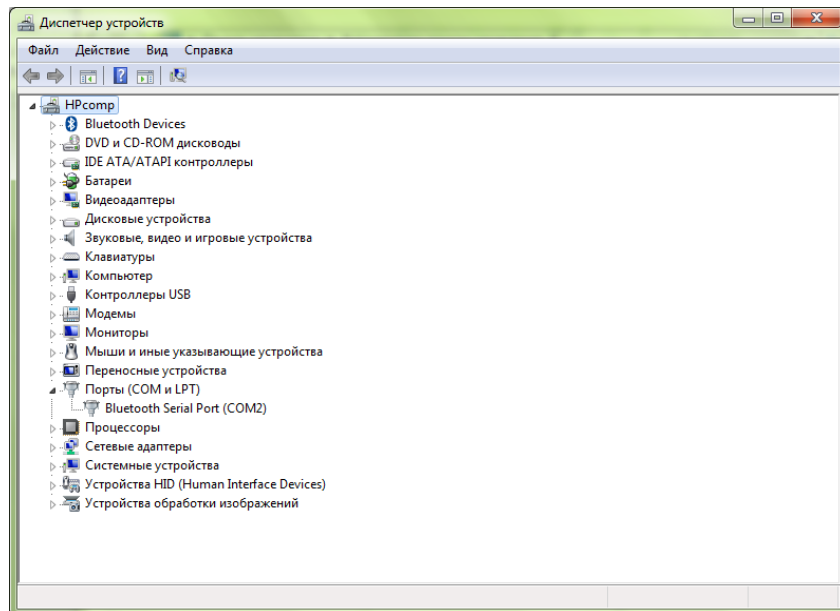 Диспетчер устройств
Файл Действие Вид Справка
HPcomp
Bluetooth Devices
DVD и CD-ROM дисководы
IDE ATA/ATAPI контроллеры
Батареи
Видеоадаптеры
Дисковые устройства
Звуковые, видео и игровые устройства
Клавиатуры
Компьютер
Контроллеры USB
Модемы
Мониторы
Мыши и иные указывающие устройства
Переносные устройства
Порты (COM и LPT)
Bluetooth Serial Port (COM2)
Процессоры
Сетевые адаптеры
Системные устройства
Устройства HID (Human Interface Devices)
Устройства обработки изображений